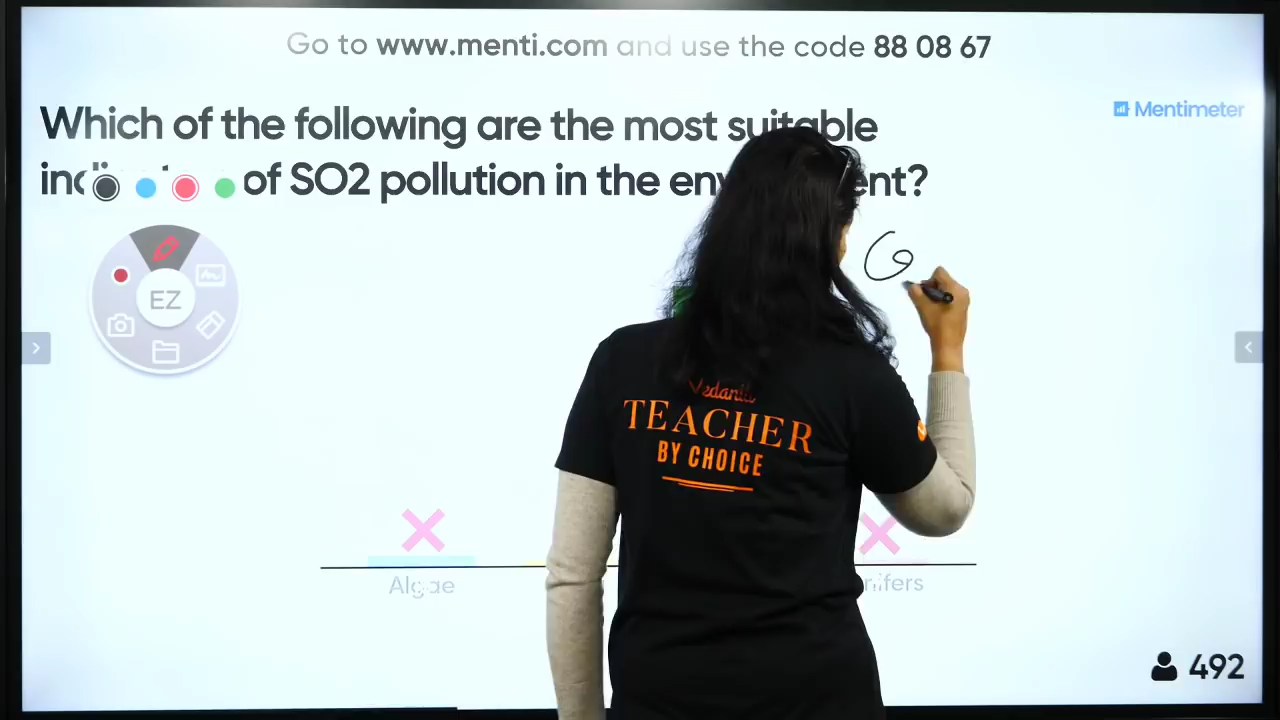 Go to www.menti.com and use the code 88 08 67
Mentimeter
Which of the following are the most suitable
of SO2 pollution in the
EZ
G
Vedantu
TEACHER
BY CHOICE
Algae
492